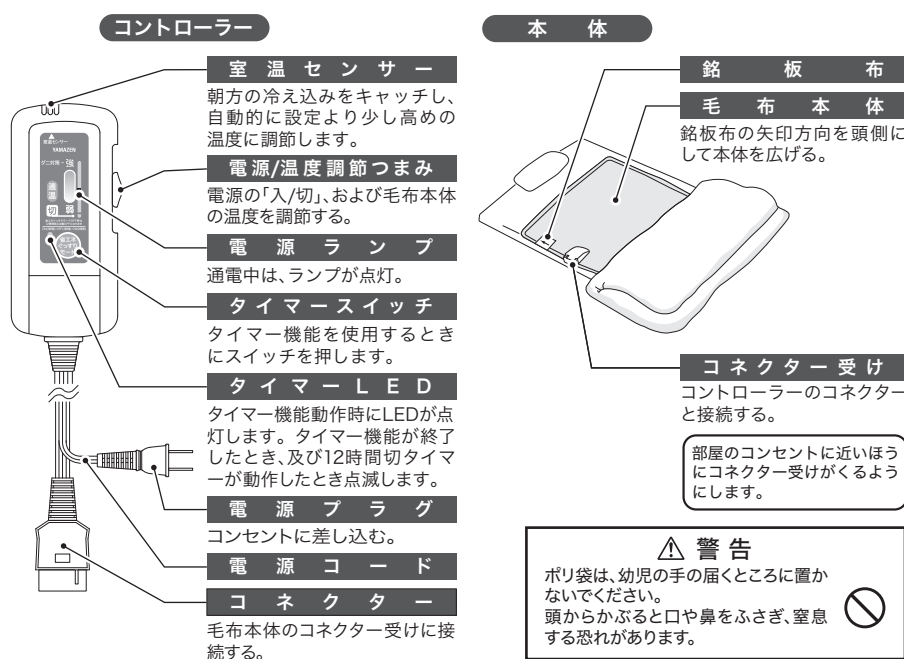 コントローラー
室温センサー
朝方の冷え込みをキャッチし、
自動的に設定より少し高めの
温度に調節します。
電源/温度調節つまみ
電源の「入/切」、および毛布本体
の温度を調節する。
電源ランプ
通電中は、ランプが点灯。
タイマースイッチ
タイマー機能を使用するとき
にスイッチを押します。
タイマーLED
タイマー機能動作時にLEDが点
灯します。タイマー機能が終了
したとき、及び12時間切タイマ
ーが動作したとき点滅します。
電源プラグ
コンセントに差し込む。
電源コード
コネクター
毛布本体のコネクター受けに接
続する。
室温センサー
YAMAZEN
ダニ対策・強
適温
切 弱
本体
銘板布
毛布本体
銘板布の矢印方向を頭側に
して本体を広げる。
コネクター受け
コントローラーのコネクター
と接続する。
部屋のコンセントに近いほう
にコネクター受けがくるよう
にします。
警告
ポリ袋は、幼児の手の届くところに置か
ないでください。
頭からかぶると口や鼻をふさぎ、窒息
する恐れがあります。